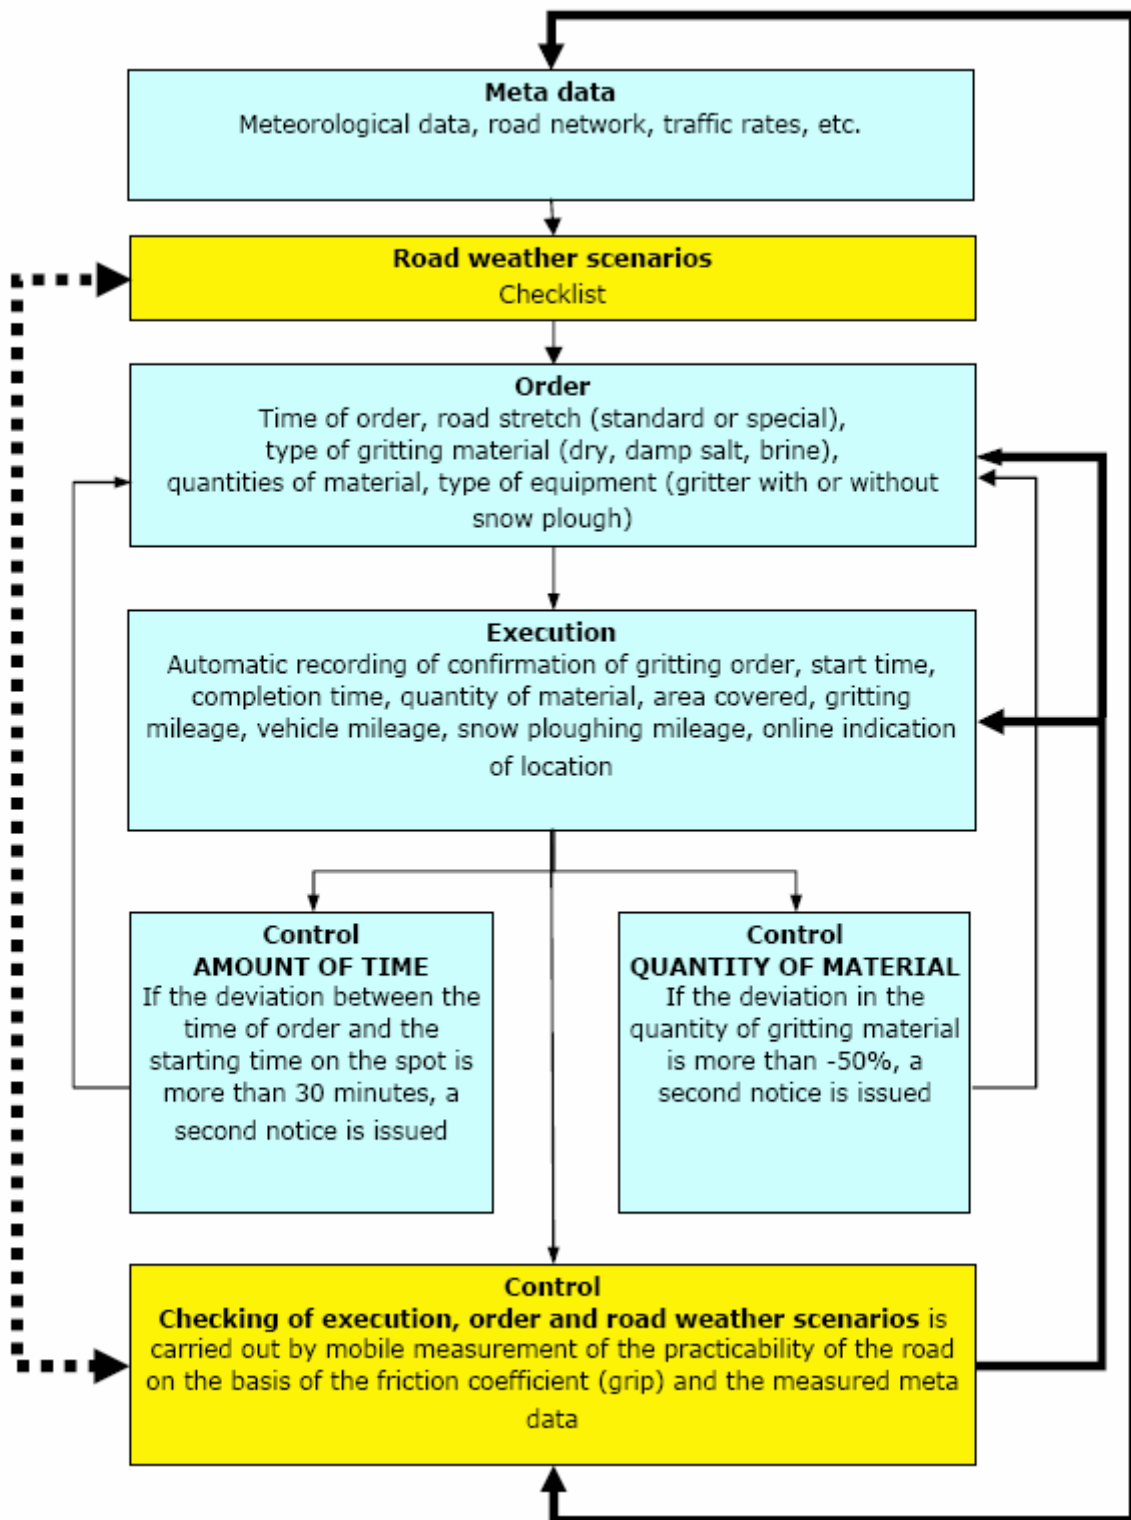 Meta data
Meteorological data, road network, traffic rates, etc.
Road weather scenarios
Checklist
Order
Time of order, road stretch (standard or special),
type of gritting material (dry, damp salt, brine),
quantities of material, type of equipment (gritter with or without
snow plough)
Execution
Automatic recording of confirmation of gritting order, start time,
completion time, quantity of material, area covered, gritting
mileage, vehicle mileage, snow ploughing mileage, online indication
of location
Control
AMOUNT OF TIME
If the deviation between the
time of order and the
starting time on the spot is
more than 30 minutes, a
second notice is issued
Control
QUANTITY OF MATERIAL
If the deviation in the
quantity of gritting material
is more than -50%, a
second notice is issued
Control
Checking of execution, order and road weather scenarios is
carried out by mobile measurement of the practicability of the road
on the basis of the friction coefficient (grip) and the measured meta
data